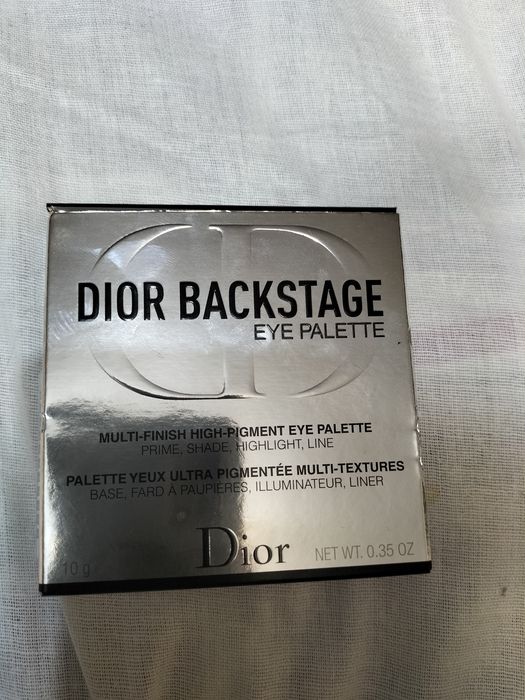 DIOR BACKSTAGE
EYE PALETTE
MULTI-FINISH HIGH-PIGMENT EYE PALETTE
PRIME, SHADE, HIGHLIGHT, LINE
PALETTE YEUX ULTRA PIGMENTÉE MULTI-TEXTURES
BASE, FARD À PAUPIÈRES, ILLUMINATEUR, LINER
10 g Dior NET WT. 0.35 OZ